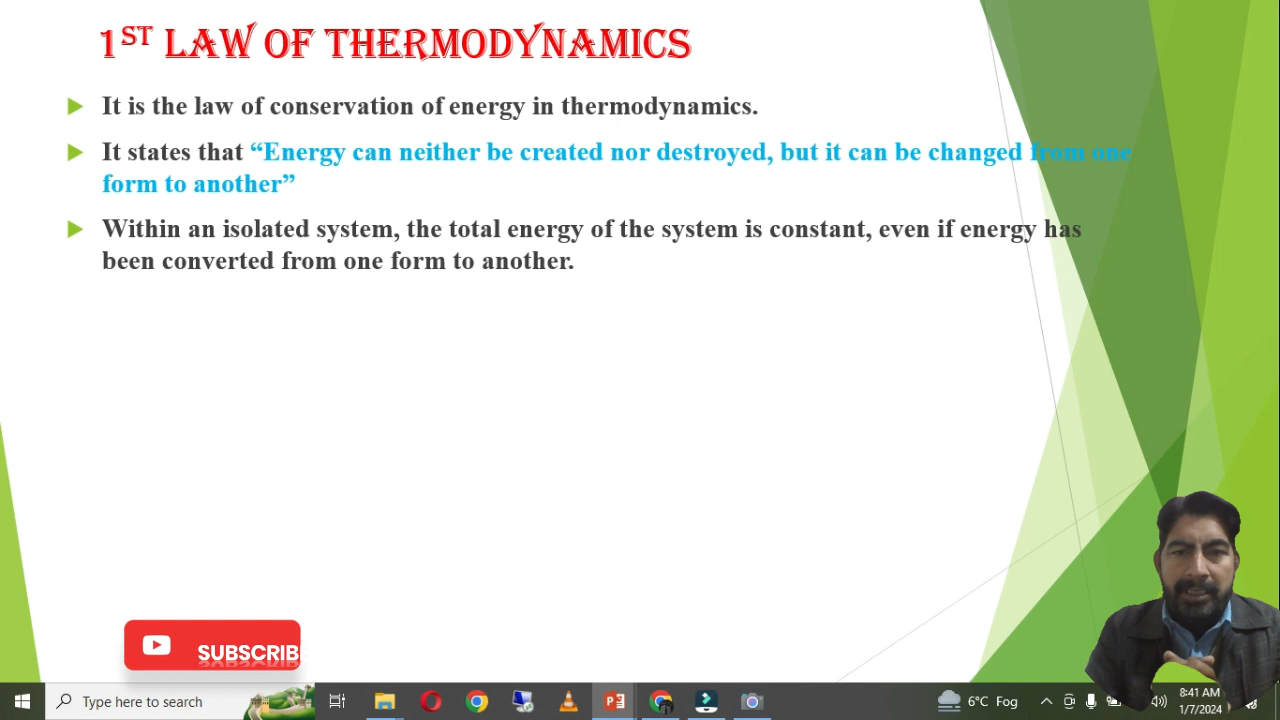 1ST LAW OF THERMODYNAMICS
It is the law of conservation of energy in thermodynamics.
It states that “Energy can neither be created nor destroyed, but it can be changed from one
form to another”
Within an isolated system, the total energy of the system is constant, even if energy has
been converted from one form to another.
SUBSCRIB
Type here to search
6°C Fog
8:41 AM
1/7/2024